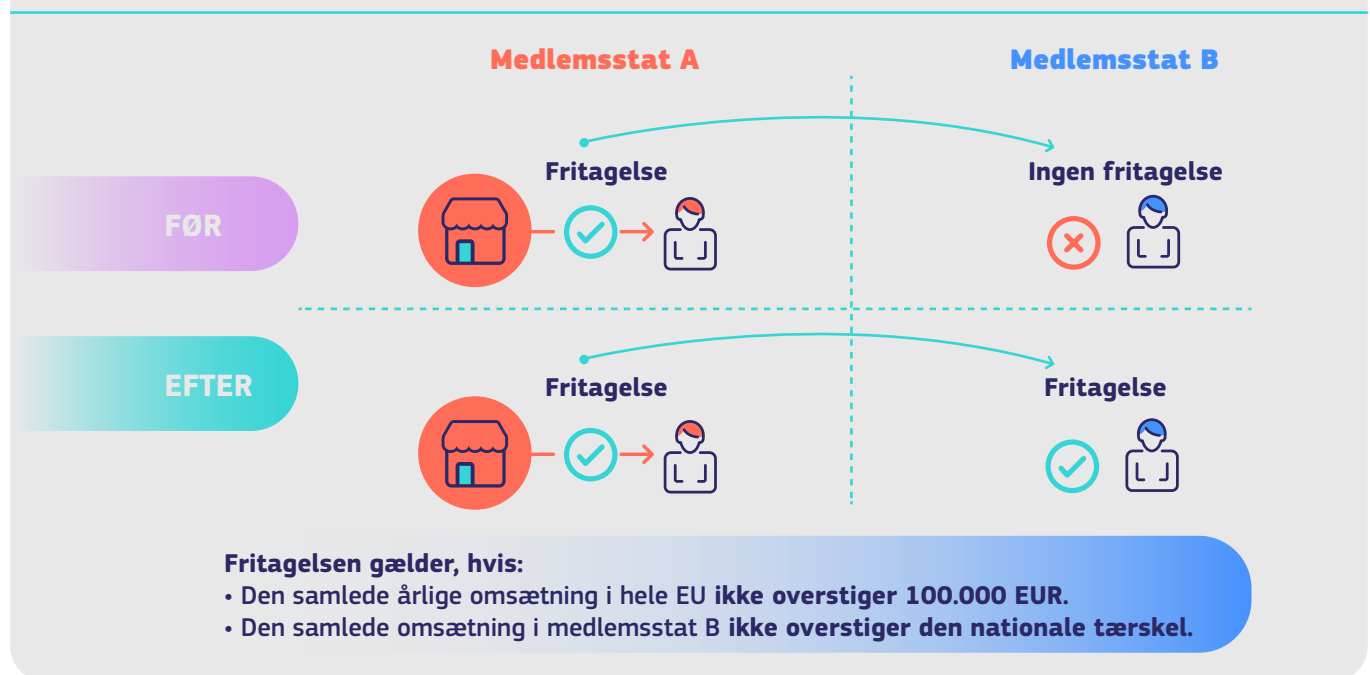 Medlemsstat A
Medlemsstat B
FØR
Fritagelse
Ingen fritagelse
EFTER
Fritagelse
Fritagelse
Fritagelsen gælder, hvis:
• Den samlede årlige omsætning i hele EU ikke overstiger 100.000 EUR.
• Den samlede omsætning i medlemsstat B ikke overstiger den nationale tærskel.